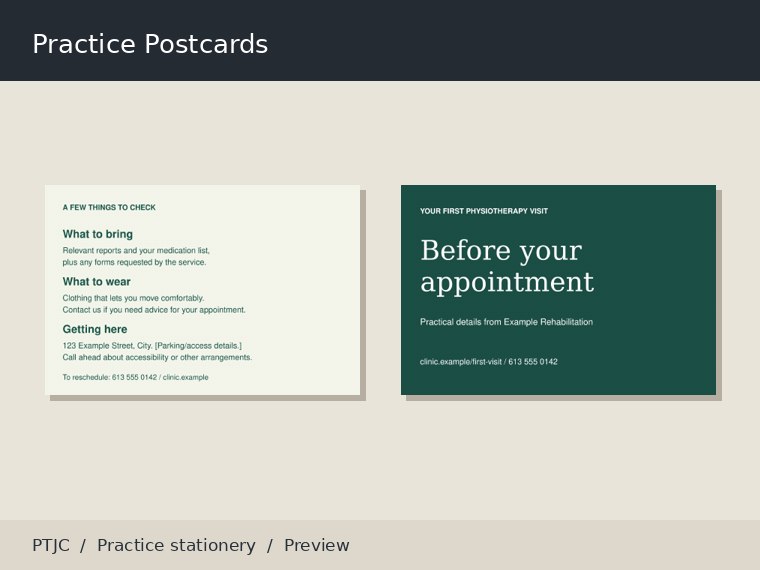 Practice Postcards
A FEW THINGS TO CHECK
What to bring
Relevant reports and your medication list,
plus any forms requested by the service.
What to wear
Clothing that lets you move comfortably.
Contact us if you need advice for your appointment.
Getting here
123 Example Street, City. [Parking/access details.]
Call ahead about accessibility or other arrangements.
To reschedule: 613 555 0142 / clinic.example
YOUR FIRST PHYSIOTHERAPY VISIT
Before your
appointment
Practical details from Example Rehabilitation
clinic.example/first-visit / 613 555 0142
PTJC / Practice stationery / Preview